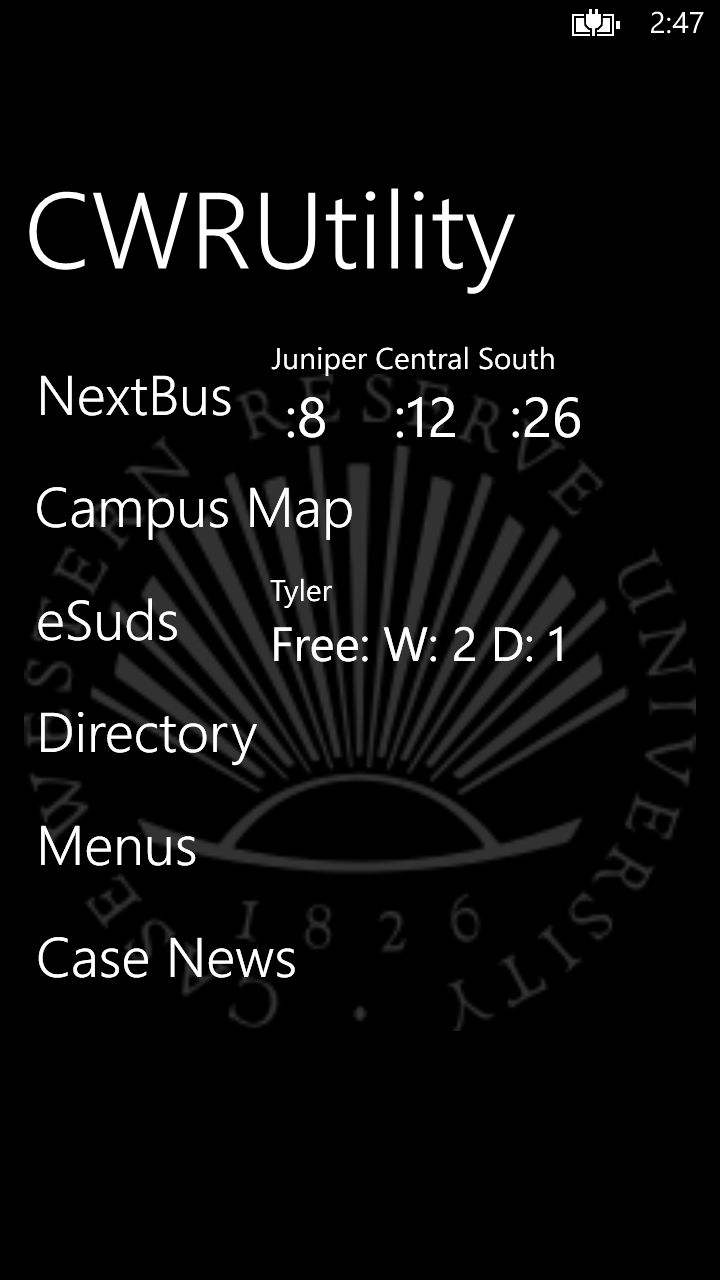 2:47
CWRUtility
NextBus
Juniper Central South
:8 :12 :26
Campus Map
eSuds
Tyler
Free: W: 2 D: 1
Directory
Menus
Case News
CASE WESTERN RESERVE UNIVERSITY
1826